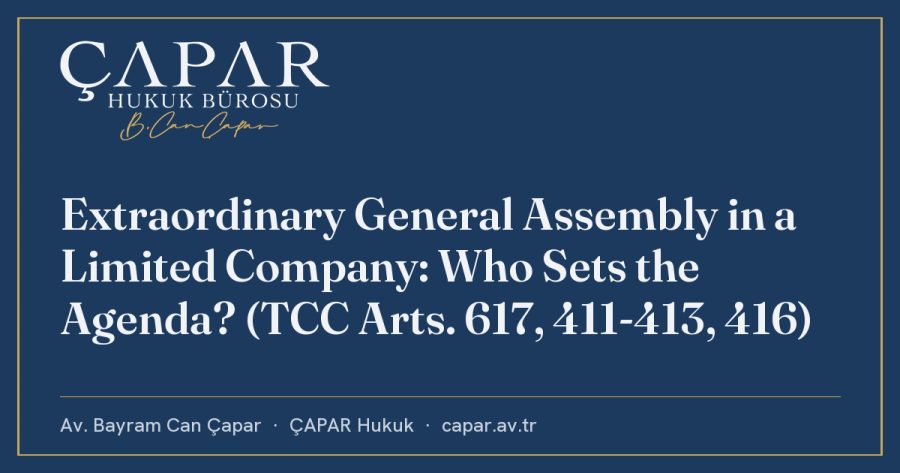 ÇAPAR
HUKUK BÜROSU
B.Can Çapar
Extraordinary General Assembly in a
Limited Company: Who Sets the
Agenda? (TCC Arts. 617, 411-413, 416)
Av. Bayram Can Çapar · ÇAPAR Hukuk · capar.av.tr